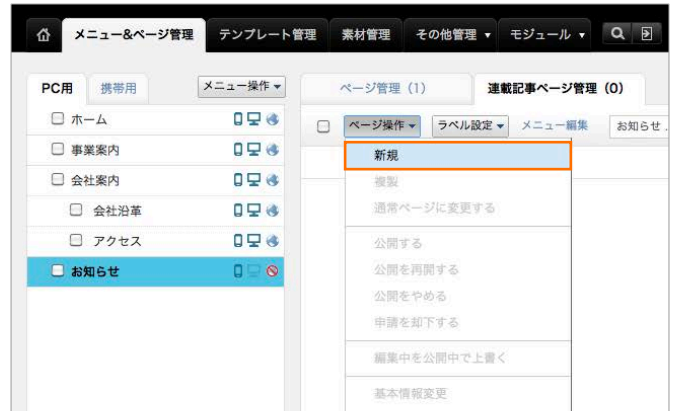 メニュー&ページ管理 テンプレート管理 素材管理 その他管理 ▼ モジュール ▼
PC用 携帯用 メニュー操作 ▼ ページ管理 (1) 連載記事ページ管理 (0)
ホーム
事業案内
会社案内
会社沿革
アクセス
お知らせ
ページ操作 ▼ ラベル設定 ▼ メニュー編集 お知らせ .
新規
複製
通常ページに変更する
公開する
公開を再開する
公開をやめる
申請を却下する
編集中を公開中で上書く
基本情報変更